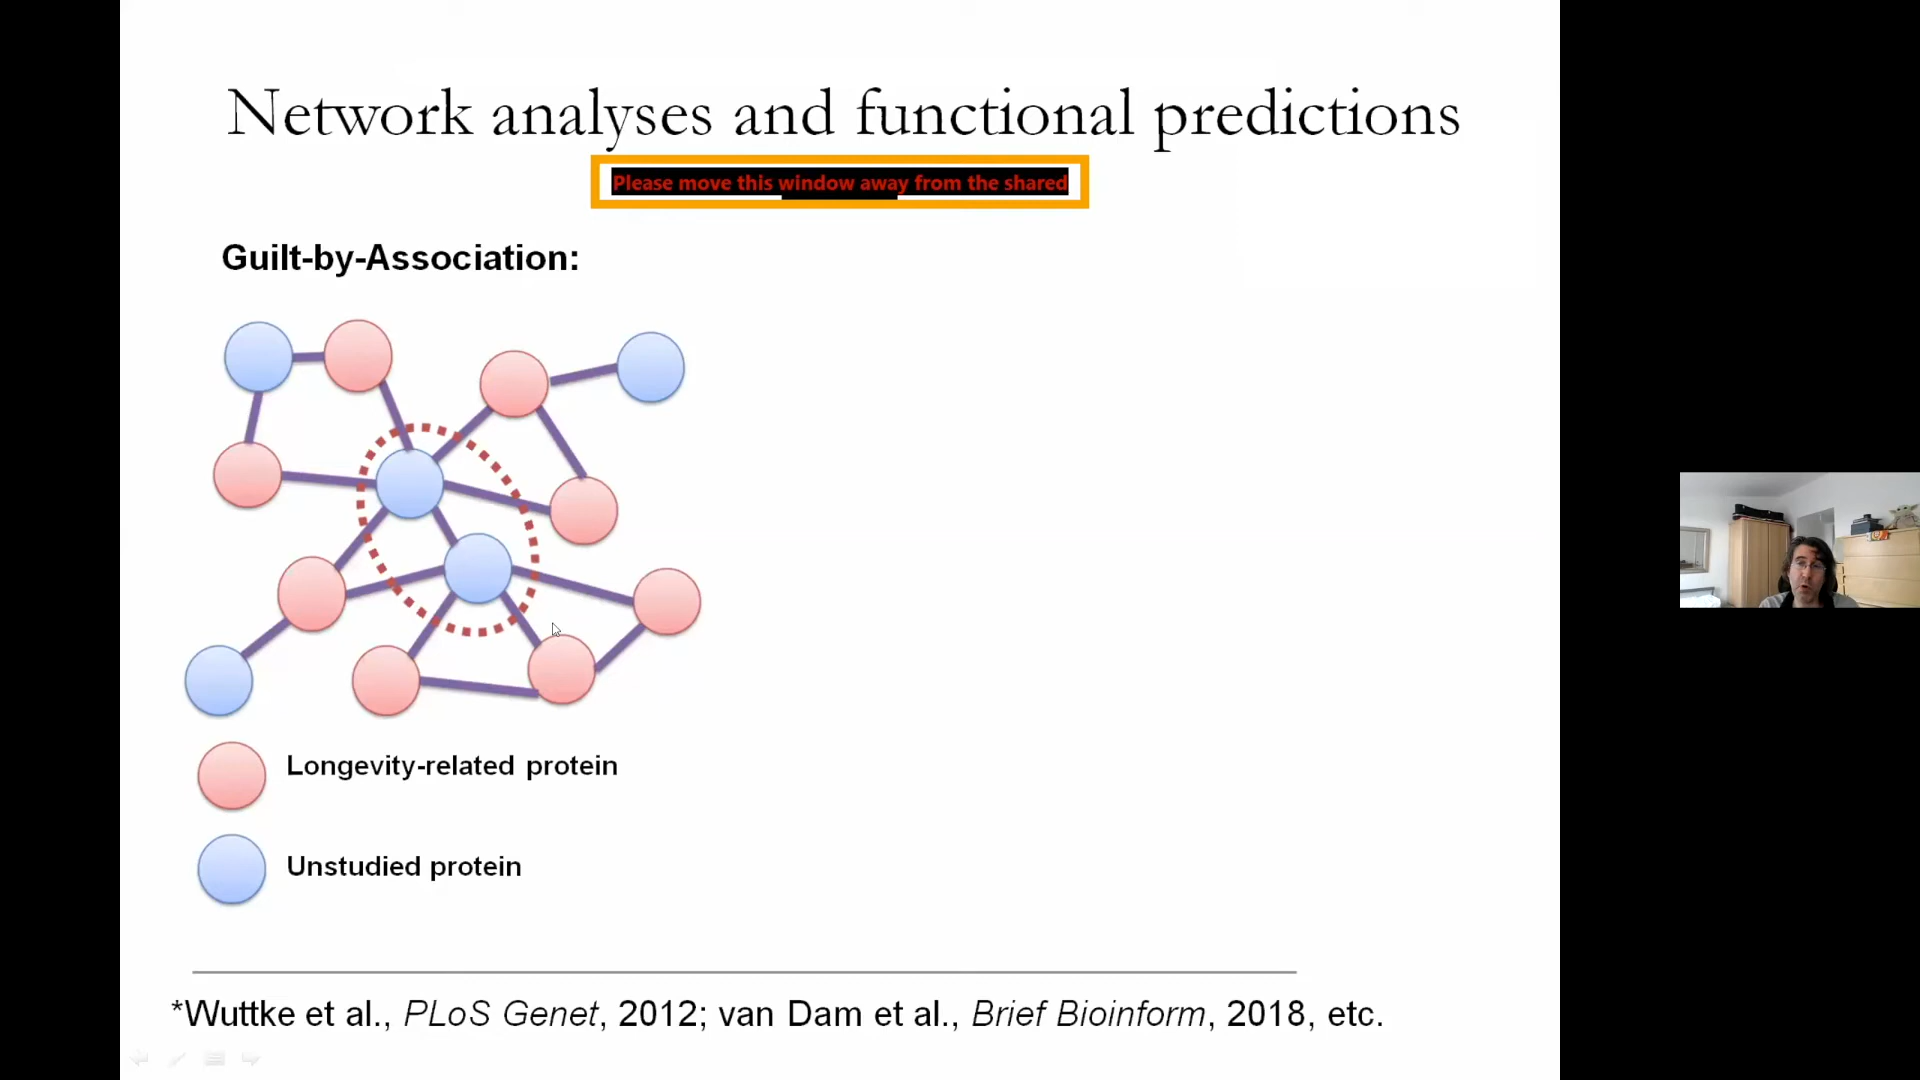 Network analyses and functional predictions
Please move this window away from the shared
Guilt-by-Association:
Longevity-related protein
Unstudied protein
*Wuttke et al., PLoS Genet, 2012; van Dam et al., Brief Bioinform, 2018, etc.